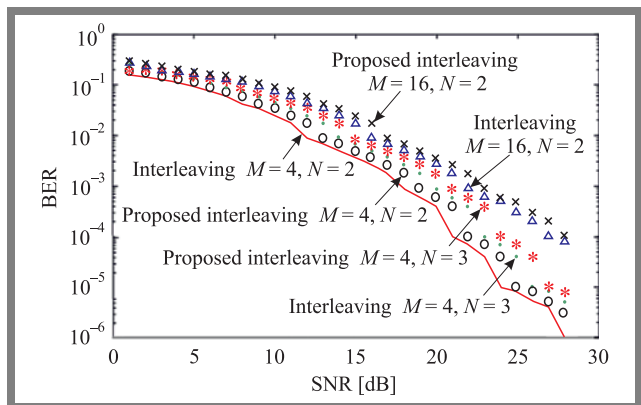 10^0
10^-1
10^-2
10^-3
10^-4
10^-5
10^-6
BER
Proposed interleaving
M = 16, N = 2
Interleaving
M = 16, N = 2
Interleaving M = 4, N = 2
Proposed interleaving M = 4, N = 2
Proposed interleaving M = 4, N = 3
Interleaving M = 4, N = 3
0 5 10 15 20 25 30
SNR [dB]